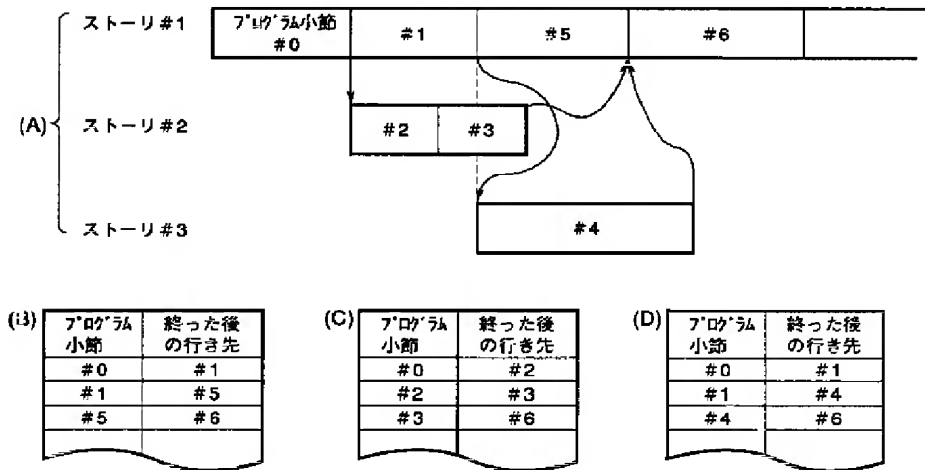 ストーリ#1
プログラム小節
#0
#1
#5
#6
(A)
ストーリ#2
#2
#3
ストーリ#3
#4
(B)
プログラム小節
終った後の行き先
#0 #1
#1 #5
#5 #6
(C)
プログラム小節
終った後の行き先
#0 #2
#2 #3
#3 #6
(D)
プログラム小節
終った後の行き先
#0 #1
#1 #4
#4 #6